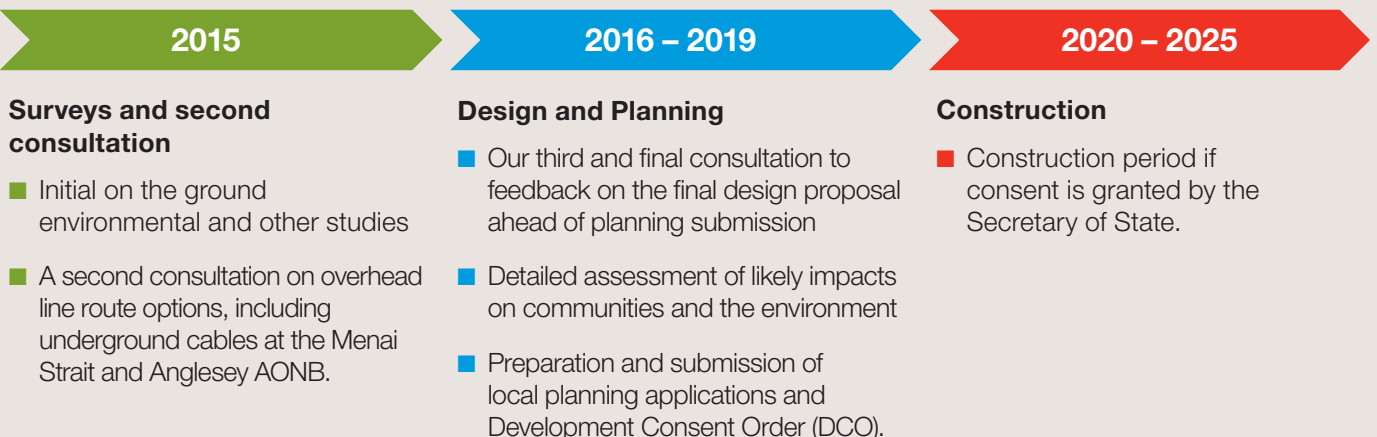 2015
Surveys and second
consultation
Initial on the ground
environmental and other studies
A second consultation on overhead
line route options, including
underground cables at the Menai
Strait and Anglesey AONB.
2016 – 2019
Design and Planning
Our third and final consultation to
feedback on the final design proposal
ahead of planning submission
Detailed assessment of likely impacts
on communities and the environment
Preparation and submission of
local planning applications and
Development Consent Order (DCO).
2020 – 2025
Construction
Construction period if
consent is granted by the
Secretary of State.